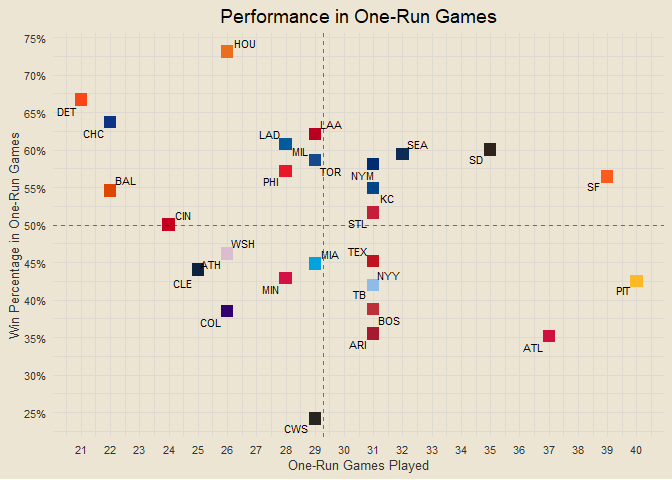 Performance in One-Run Games
75%
HOU
70%
DET
65%
CHC
LAA
LAD
SEA
60%
MIL
SD
TOR
NYM
SF
PHI
BAL
55%
KC
CIN
STL
50%
WSH
TEX
MIA
45%
ATH
NYY
CLE
MIN
TB
PIT
40%
COL
BOS
ARI
ATL
35%
30%
25%
CWS
Win Percentage in One-Run Games
21 22 23 24 25 26 27 28 29 30 31 32 33 34 35 36 37 38 39 40
One-Run Games Played